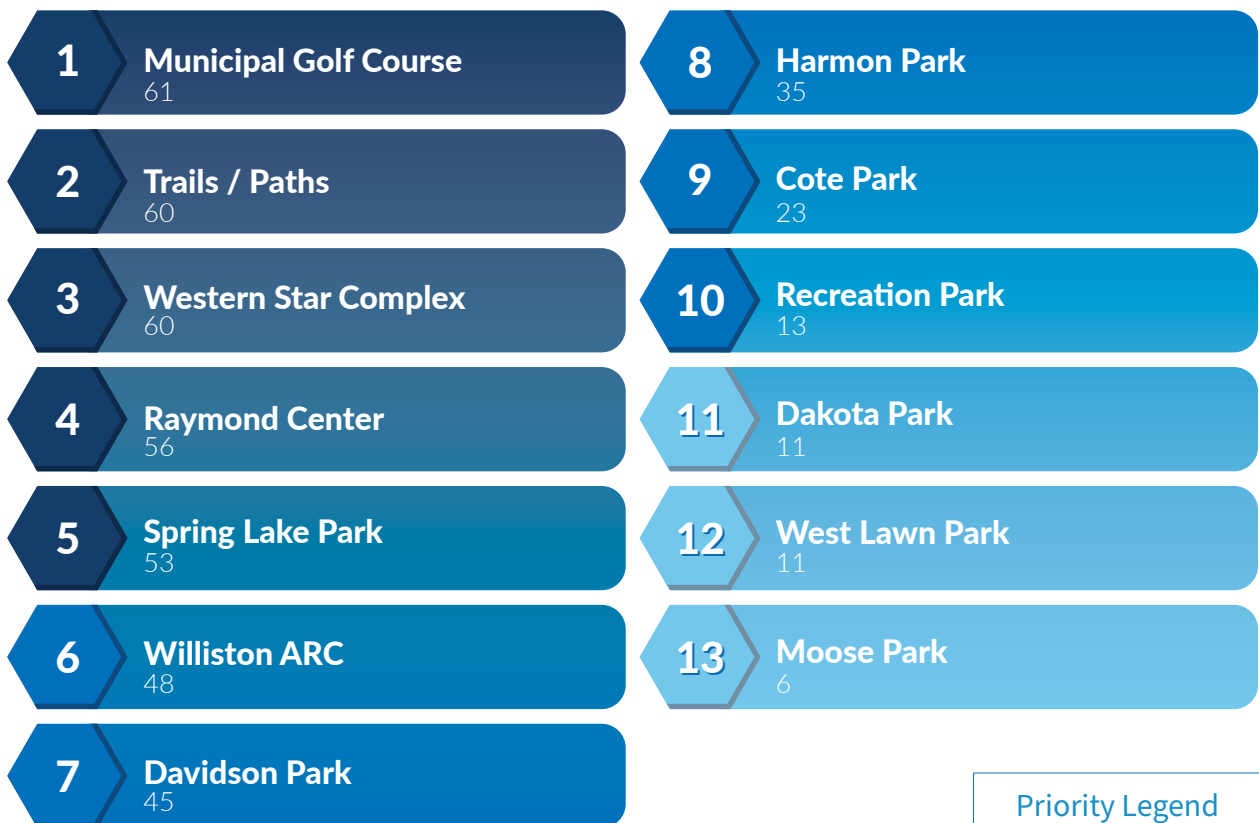 1
Municipal Golf Course
61
2
Trails / Paths
60
3
Western Star Complex
60
4
Raymond Center
56
5
Spring Lake Park
53
6
Williston ARC
48
7
Davidson Park
45
8
Harmon Park
35
9
Cote Park
23
10
Recreation Park
13
11
Dakota Park
11
12
West Lawn Park
11
13
Moose Park
6
Priority Legend